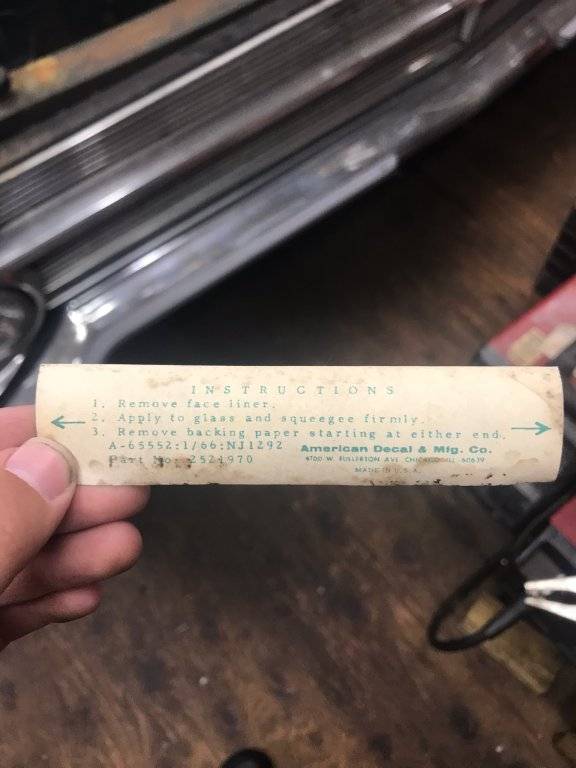 INSTRUCTIONS
1. Remove face liner.
2. Apply to glass and squeegee firmly.
3. Remove backing paper starting at either end.
A-65552:1/66:NJ1292
Part No. 2521970
American Decal & Mfg. Co.
4700 W. FULLERTON AVE. CHICAGO, ILL. 60639
MADE IN U.S.A.